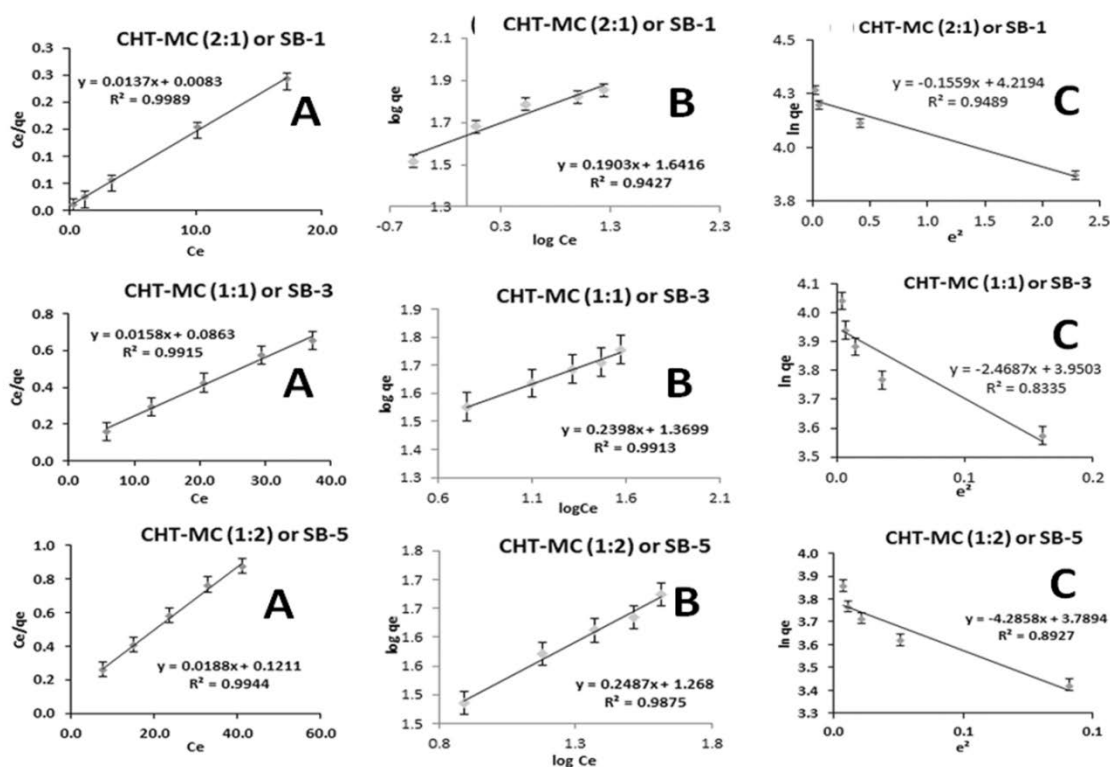 CHT-MC (2:1) or SB-1
0.3
0.3
0.2
0.2
0.1
0.1
0.0
Ce/qe
y = 0.0137x + 0.0083
R² = 0.9989
A
0.0 10.0 20.0
Ce
CHT-MC (2:1) or SB-1
2.1
1.9
1.7
1.5
1.3
log qe
B
y = 0.1903x + 1.6416
R² = 0.9427
-0.7 0.3 1.3 2.3
log Ce
CHT-MC (2:1) or SB-1
4.5
4.3
4.0
3.8
ln qe
y = -0.1559x + 4.2194
R² = 0.9489
C
0.0 0.5 1.0 1.5 2.0 2.5
e²
CHT-MC (1:1) or SB-3
0.8
0.6
0.4
0.2
0.0
Ce/qe
y = 0.0158x + 0.0863
R² = 0.9915
A
0.0 10.0 20.0 30.0 40.0
Ce
CHT-MC (1:1) or SB-3
1.9
1.8
1.7
1.6
1.5
1.4
1.3
log qe
B
y = 0.2398x + 1.3699
R² = 0.9913
0.6 1.1 1.6 2.1
logCe
CHT-MC (1:1) or SB-3
4.1
4.0
3.9
3.8
3.7
3.6
3.5
ln qe
C
y = -2.4687x + 3.9503
R² = 0.8335
0.0 0.1 0.2
e²
CHT-MC (1:2) or SB-5
1.0
0.8
0.6
0.4
0.2
0.0
Ce/qe
A
y = 0.0188x + 0.1211
R² = 0.9944
0.0 20.0 40.0 60.0
Ce
CHT-MC (1:2) or SB-5
1.8
1.7
1.7
1.6
1.6
1.5
1.5
log qe
B
y = 0.2487x + 1.268
R² = 0.9875
0.8 1.3 1.8
log Ce
CHT-MC (1:2) or SB-5
4.0
3.9
3.8
3.7
3.6
3.5
3.4
3.3
ln qe
C
y = -4.2858x + 3.7894
R² = 0.8927
0.0 0.1 0.1
e²